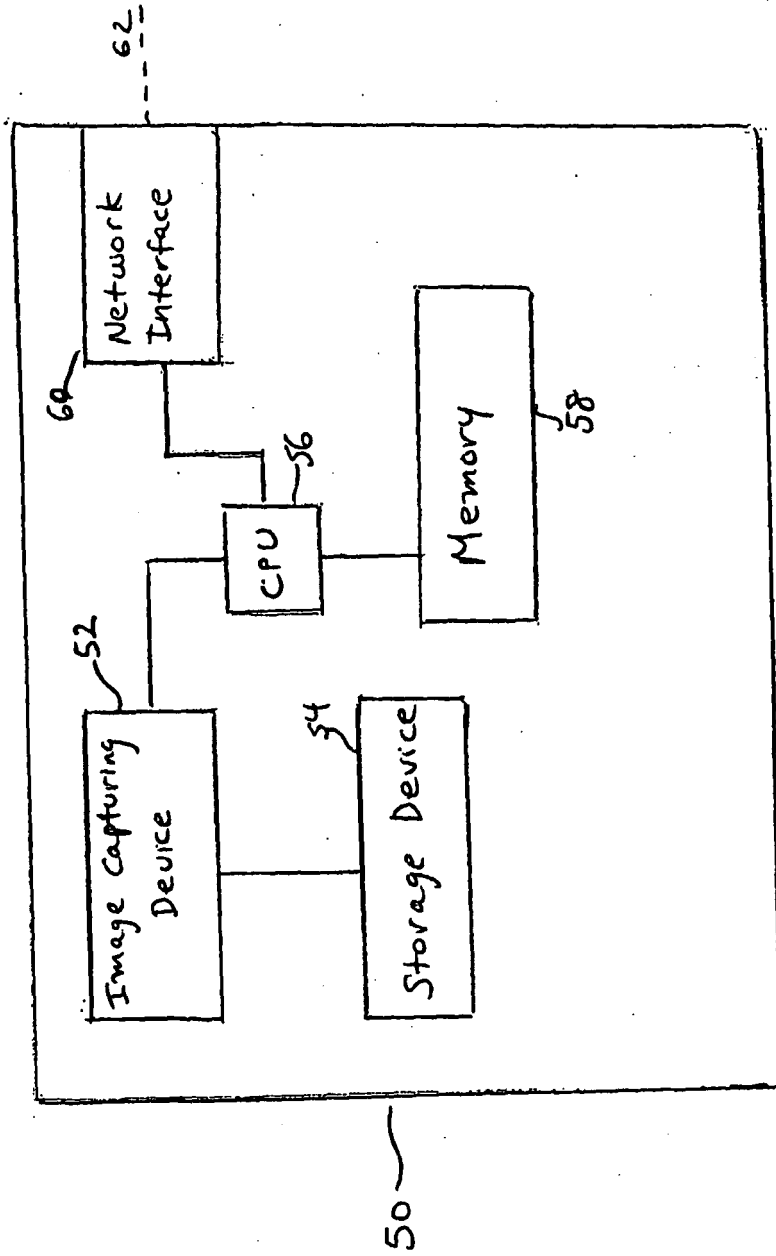 50
Image Capturing
Device
52
Storage Device
54
CPU
56
Memory
58
Network
Interface
60
62